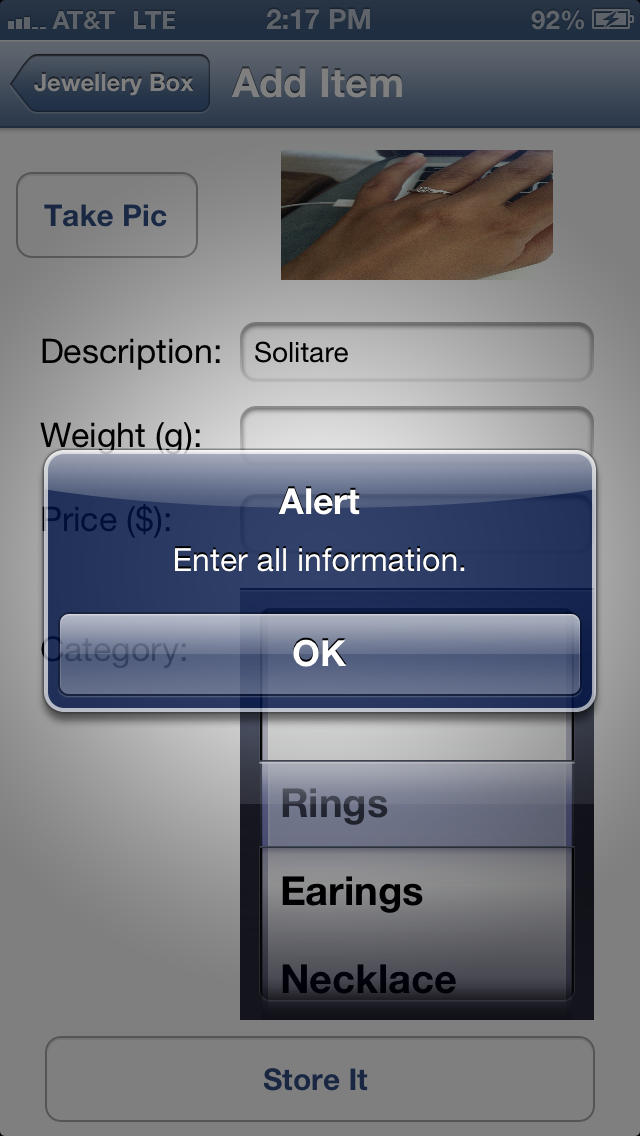 AT&T LTE 2:17 PM 92%
Jewellery Box Add Item
Take Pic
Description: Solitare
Weight (g):
Price ($):
Alert
Enter all information.
Category:
OK
Rings
Earings
Necklace
Store It